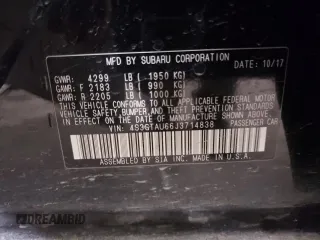 MFD BY SUBARU CORPORATION
GVWR: 4299 LB ( 1950 KG) DATE: 10/17
GAWR: F 2183 LB ( 990 KG)
GAWR: R 2205 LB ( 1000 KG)
THIS VEHICLE CONFORMS TO ALL APPLICABLE FEDERAL MOTOR
VEHICLE SAFETY, BUMPER, AND THEFT PREVENTION STANDARDS
IN EFFECT ON THE DATE OF MANUFACTURE SHOWN ABOVE.
VIN: 4S3GTAU66J3714838
ASSEMBLED BY SIA INC. MADE IN U.S.A.
DREAMBID